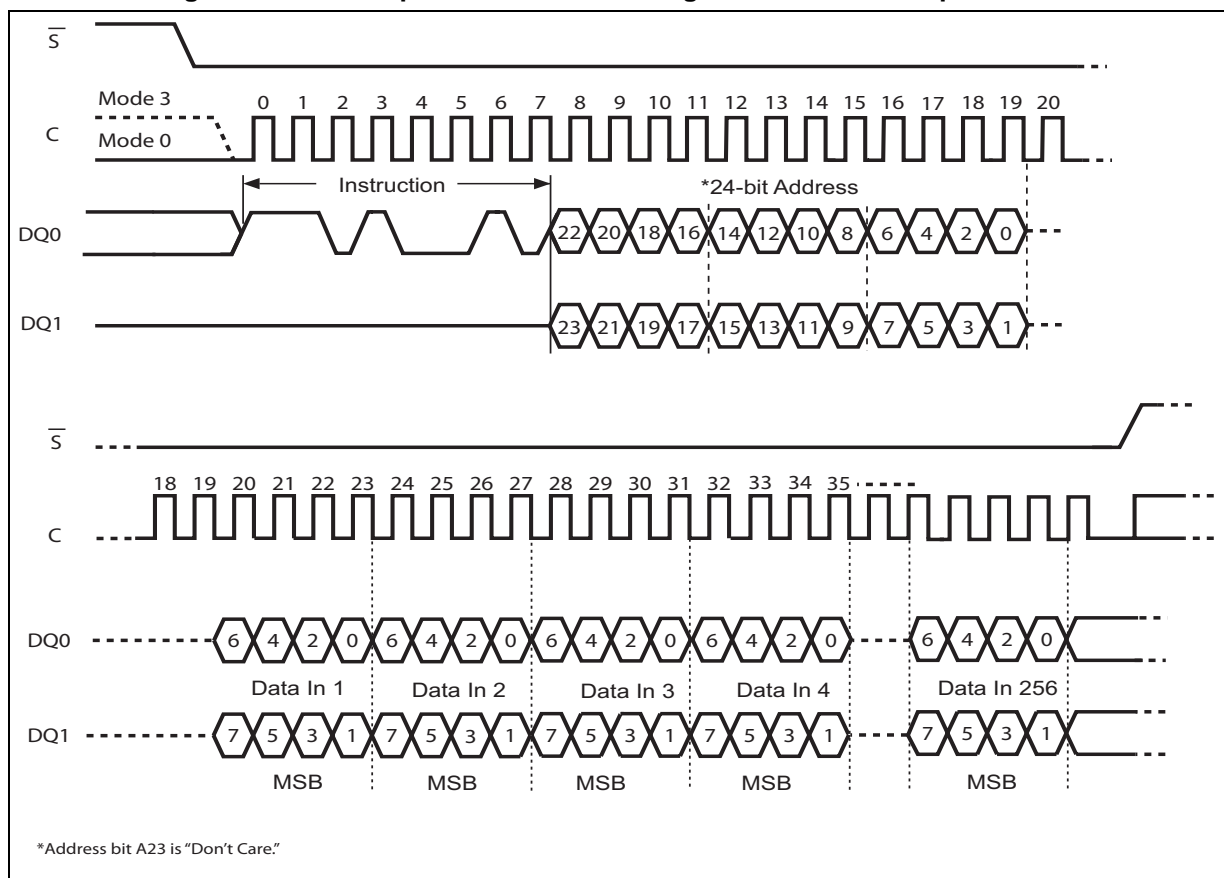 S
Mode 3
0 1 2 3 4 5 6 7 8 9 10 11 12 13 14 15 16 17 18 19 20
C
Mode 0
Instruction
*24-bit Address
DQ0
22 20 18 16 14 12 10 8 6 4 2 0
DQ1
23 21 19 17 15 13 11 9 7 5 3 1
S
18 19 20 21 22 23 24 25 26 27 28 29 30 31 32 33 34 35
C
DQ0
6 4 2 0 6 4 2 0 6 4 2 0 6 4 2 0 6 4 2 0
Data In 1 Data In 2 Data In 3 Data In 4 Data In 256
DQ1
7 5 3 1 7 5 3 1 7 5 3 1 7 5 3 1 7 5 3 1
MSB MSB MSB MSB MSB
*Address bit A23 is “Don’t Care.”